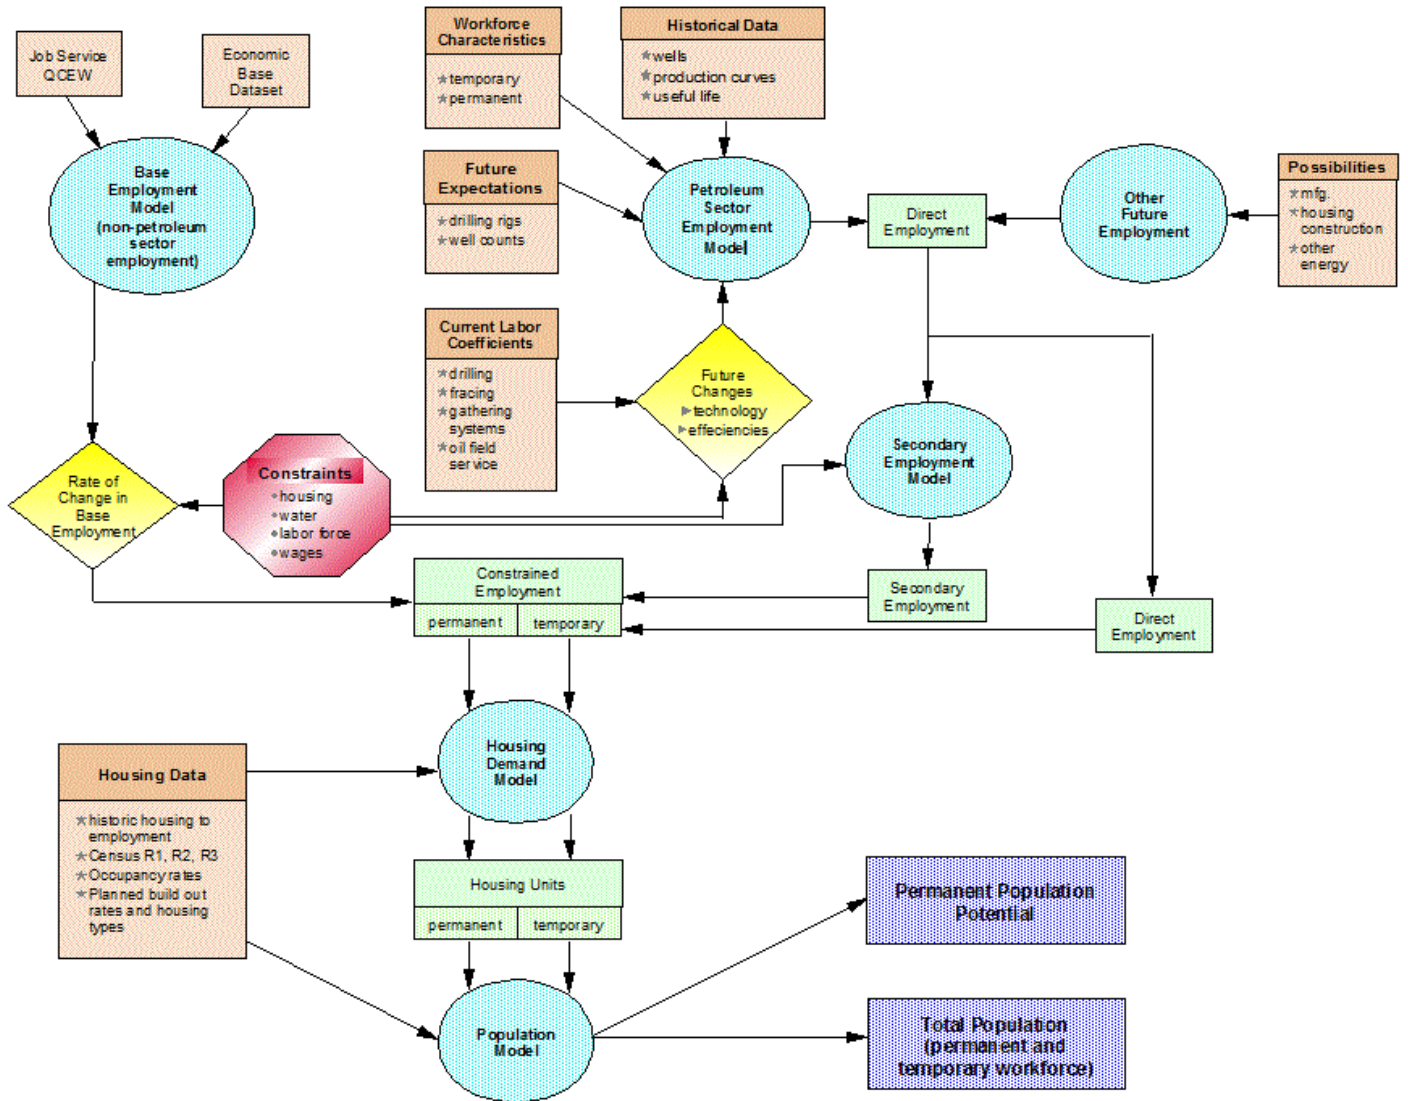 Job Service
QCEW
Economic
Base
Dataset
Workforce
Characteristics
temporary
permanent
Historical Data
wells
production curves
useful life
Base
Employment
Model
(non-petroleum
sector
employment)
Future
Expectations
drilling rigs
well counts
Petroleum
Sector
Employment
Model
Direct
Employment
Other
Future
Employment
Possibilities
mfg.
housing
construction
other
energy
Current Labor
Coefficients
drilling
fracing
gathering
systems
oil field
service
Future
Changes
technology
effeciencies
Secondary
Employment
Model
Rate of
Change in
Base
Employment
Constraints
housing
water
labor force
wages
Constrained
Employment
permanent
temporary
Secondary
Employment
Direct
Employment
Housing
Demand
Model
Housing Data
historic housing to
employment
Census R1, R2, R3
Occupancy rates
Planned build out
rates and housing
types
Housing Units
permanent
temporary
Permanent Population
Potential
Population
Model
Total Population
(permanent and
temporary workforce)